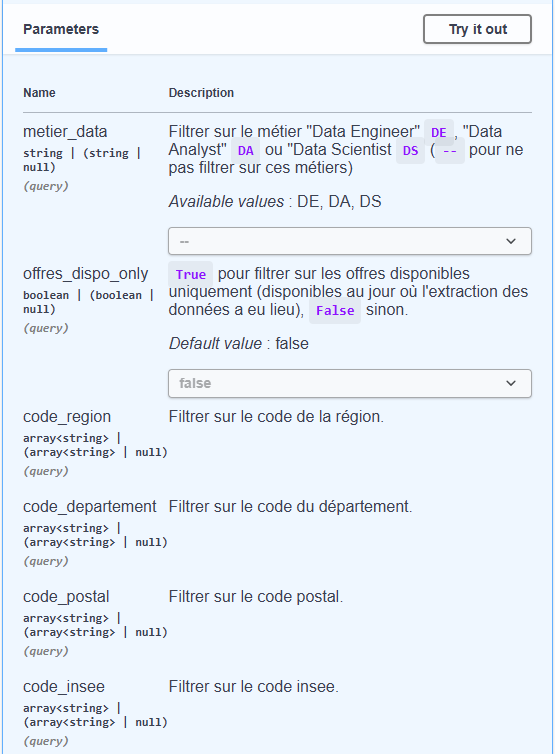 Parameters
Try it out
Name
Description
metier_data
string | (string |
null)
(query)
Filtrer sur le métier "Data Engineer" DE , "Data
Analyst" DA ou "Data Scientist DS ( -- pour ne
pas filtrer sur ces métiers)
Available values : DE, DA, DS
--
offres_dispo_only
boolean | (boolean |
null)
(query)
True pour filtrer sur les offres disponibles
uniquement (disponibles au jour où l'extraction des
données a eu lieu), False sinon.
Default value : false
false
code_region
array<string> |
(array<string> | null)
(query)
Filtrer sur le code de la région.
code_departement
array<string> |
(array<string> | null)
(query)
Filtrer sur le code du département.
code_postal
array<string> |
(array<string> | null)
(query)
Filtrer sur le code postal.
code_insee
array<string> |
(array<string> | null)
(query)
Filtrer sur le code insee.